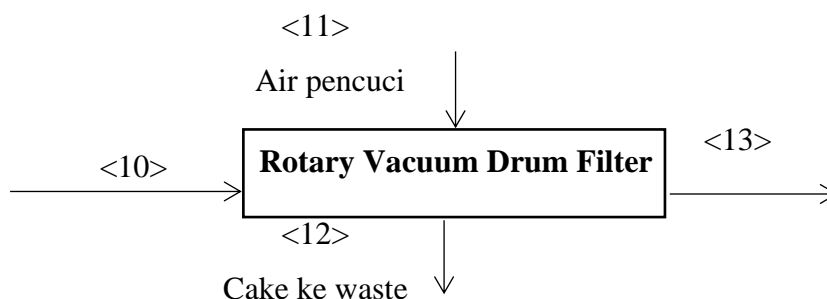 <11>
Air pencuci
<13>
<10>
Rotary Vacuum Drum Filter
<12>
Cake ke waste